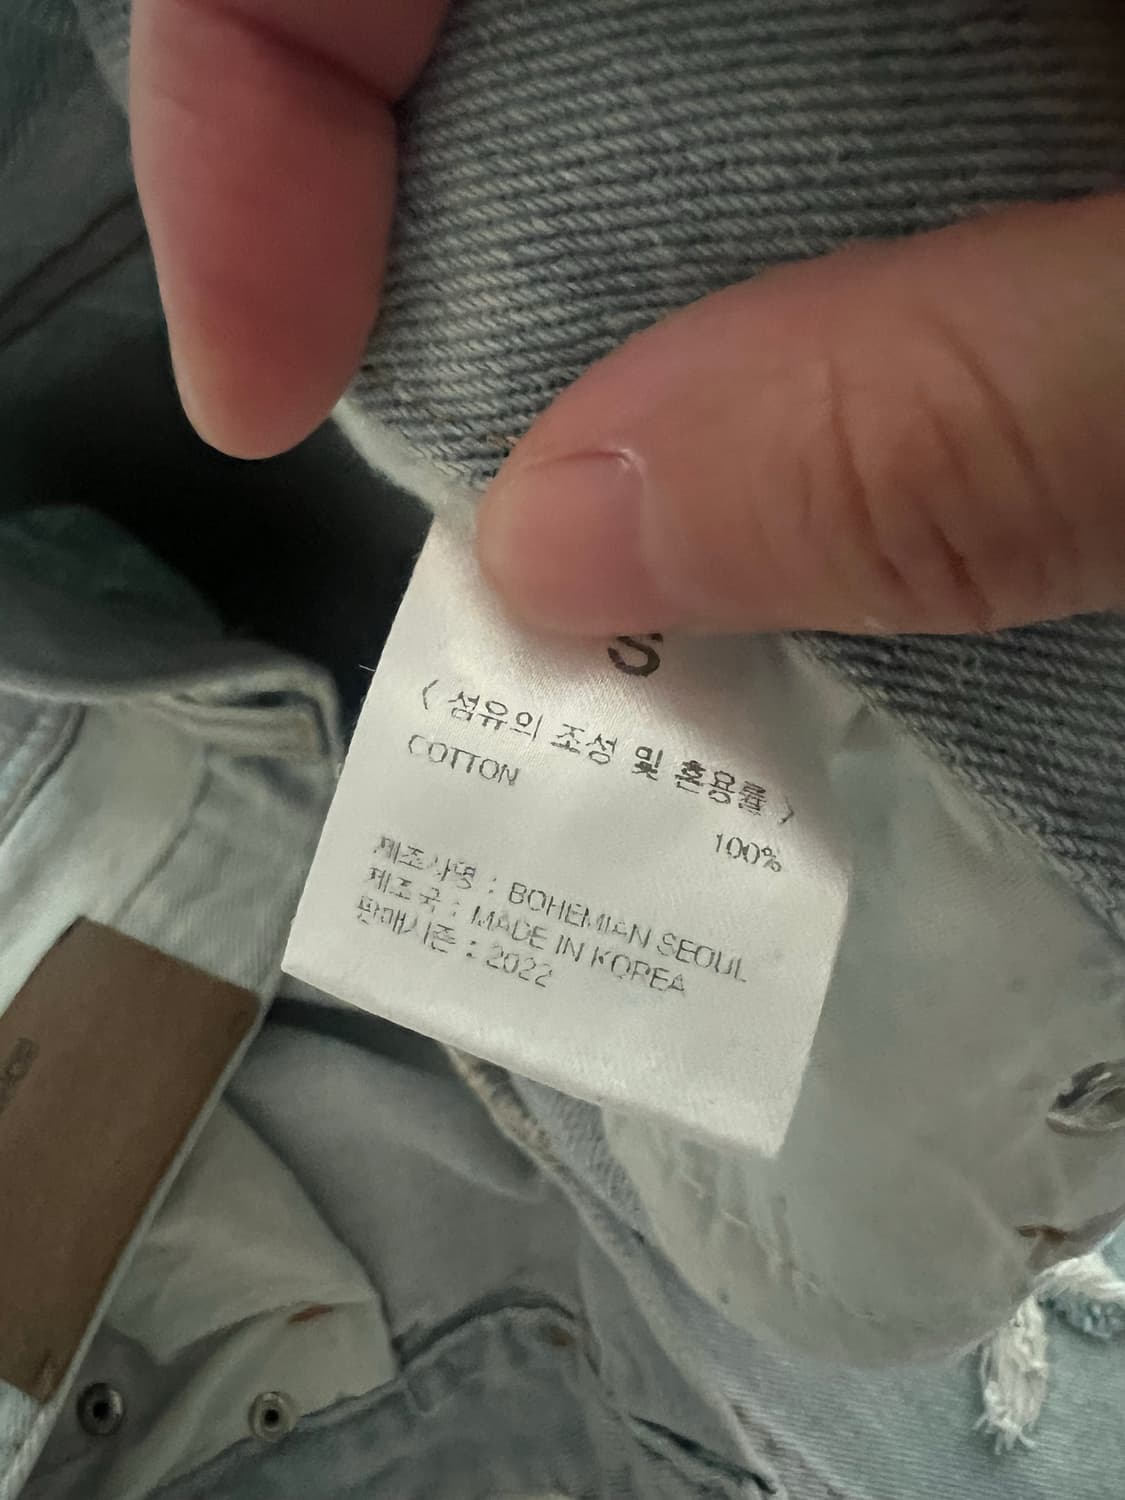 S
< 섬유의 조성 및 혼용률 >
COTTON
100%
제조사명 : BOHEMIAN SEOUL
제조국 : MADE IN KOREA
판매시즌 : 2022